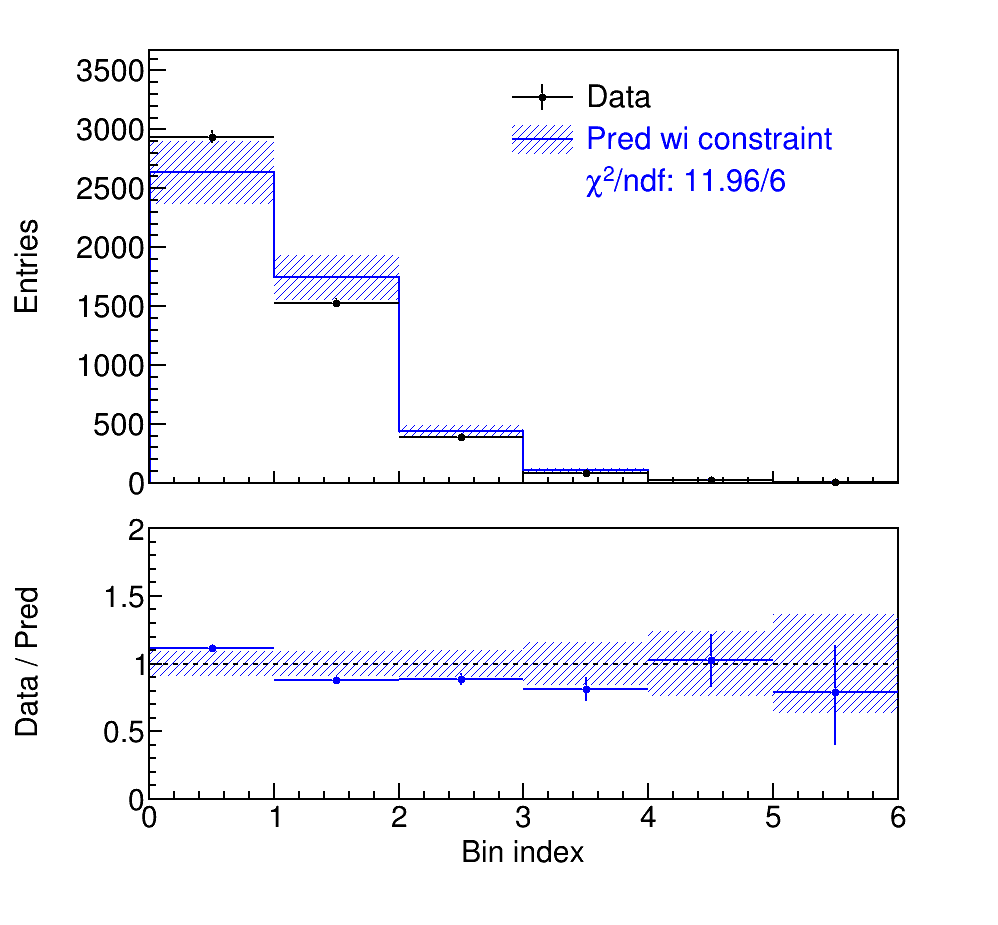 3500
3000
2500
2000
1500
1000
500
0
Entries
Data
Pred wi constraint
χ²/ndf: 11.96/6
2
1.5
1
0.5
0
Data / Pred
0 1 2 3 4 5 6
Bin index